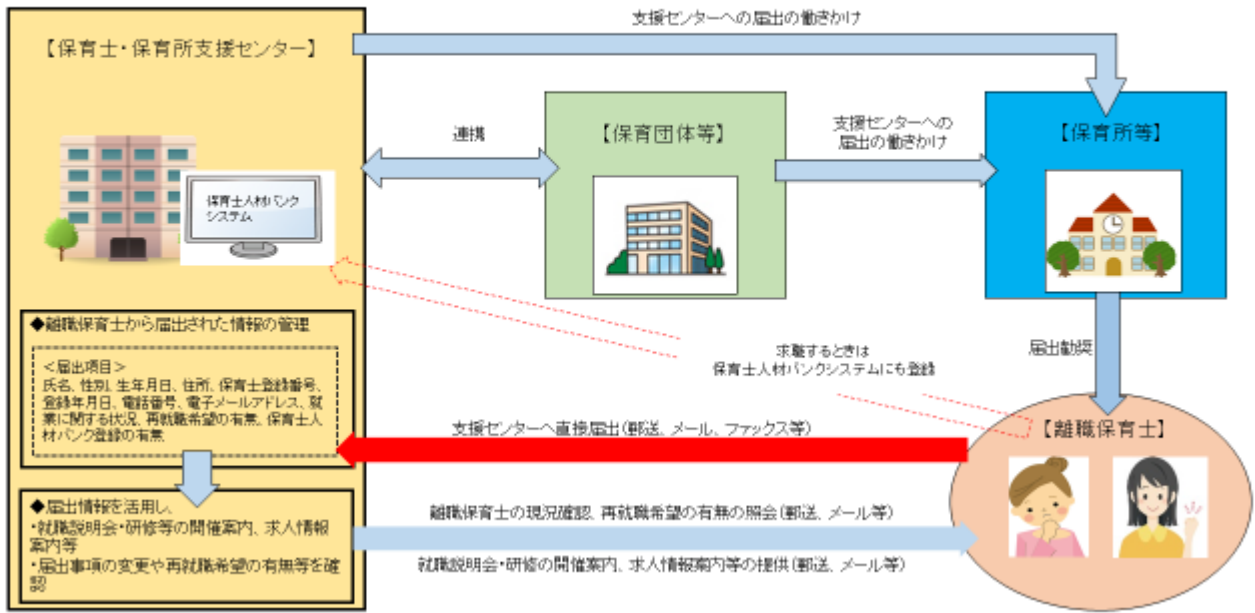 支援センターへの届出の働きかけ
【保育士・保育所支援センター】
保育士人材バンク
システム
連携
【保育団体等】
支援センターへの
届出の働きかけ
【保育所等】
◆離職保育士から届出された情報の管理
<届出項目>
氏名、性別、生年月日、住所、保育士登録番号、
登録年月日、電話番号、電子メールアドレス、就
業に関する状況、再就職希望の有無、保育士人
材バンク登録の有無
求職するときは
保育士人材バンクシステムにも登録
届出勧奨
支援センターへ直接届出(郵送、メール、ファックス等)
【離職保育士】
◆届出情報を活用し、
・就職説明会・研修等の開催案内、求人情報
案内等
・届出事項の変更や再就職希望の有無等を確
認
離職保育士の現況確認、再就職希望の有無の照会(郵送、メール等)
就職説明会・研修の開催案内、求人情報案内等の提供(郵送、メール等)